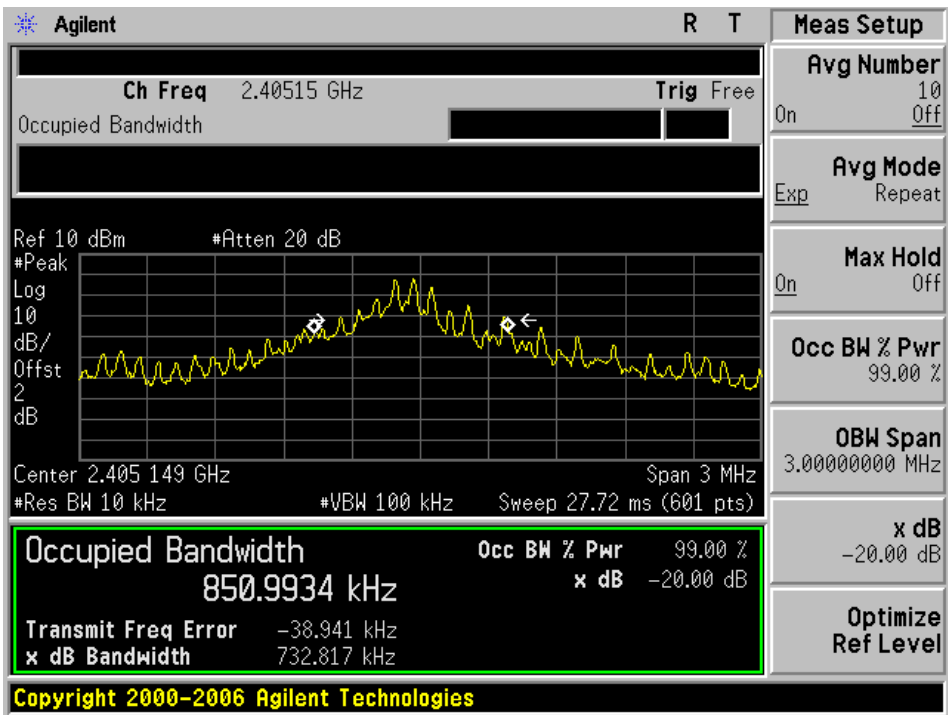 Agilent R T
Ch Freq 2.40515 GHz Trig Free
Occupied Bandwidth
Ref 10 dBm #Atten 20 dB
#Peak
Log
10
dB/
Offst
2
dB
Center 2.405 149 GHz Span 3 MHz
#Res BW 10 kHz #VBW 100 kHz Sweep 27.72 ms (601 pts)
Occupied Bandwidth Occ BW % Pwr 99.00 %
850.9934 kHz x dB -20.00 dB
Transmit Freq Error -38.941 kHz
x dB Bandwidth 732.817 kHz
Copyright 2000-2006 Agilent Technologies
Meas Setup
Avg Number
10
On Off
Avg Mode
Exp Repeat
Max Hold
On Off
Occ BW % Pwr
99.00 %
OBW Span
3.00000000 MHz
x dB
-20.00 dB
Optimize
Ref Level